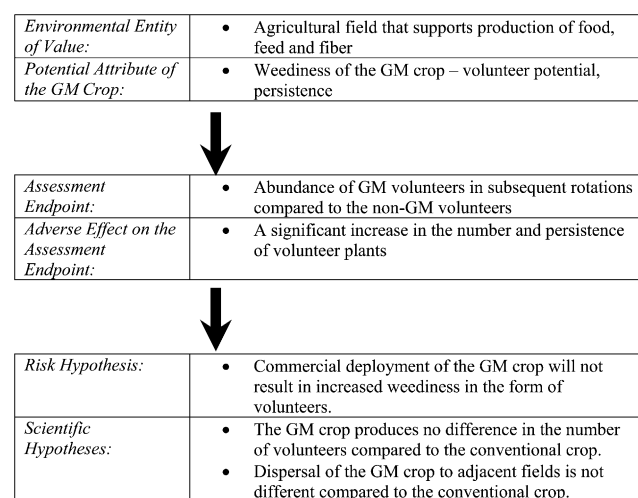 Environmental Entity
of Value:
• Agricultural field that supports production of food,
feed and fiber
Potential Attribute of
the GM Crop:
• Weediness of the GM crop – volunteer potential,
persistence
Assessment
Endpoint:
• Abundance of GM volunteers in subsequent rotations
compared to the non-GM volunteers
Adverse Effect on the
Assessment
Endpoint:
• A significant increase in the number and persistence
of volunteer plants
Risk Hypothesis:
• Commercial deployment of the GM crop will not
result in increased weediness in the form of
volunteers.
Scientific
Hypotheses:
• The GM crop produces no difference in the number
of volunteers compared to the conventional crop.
• Dispersal of the GM crop to adjacent fields is not
different compared to the conventional crop.